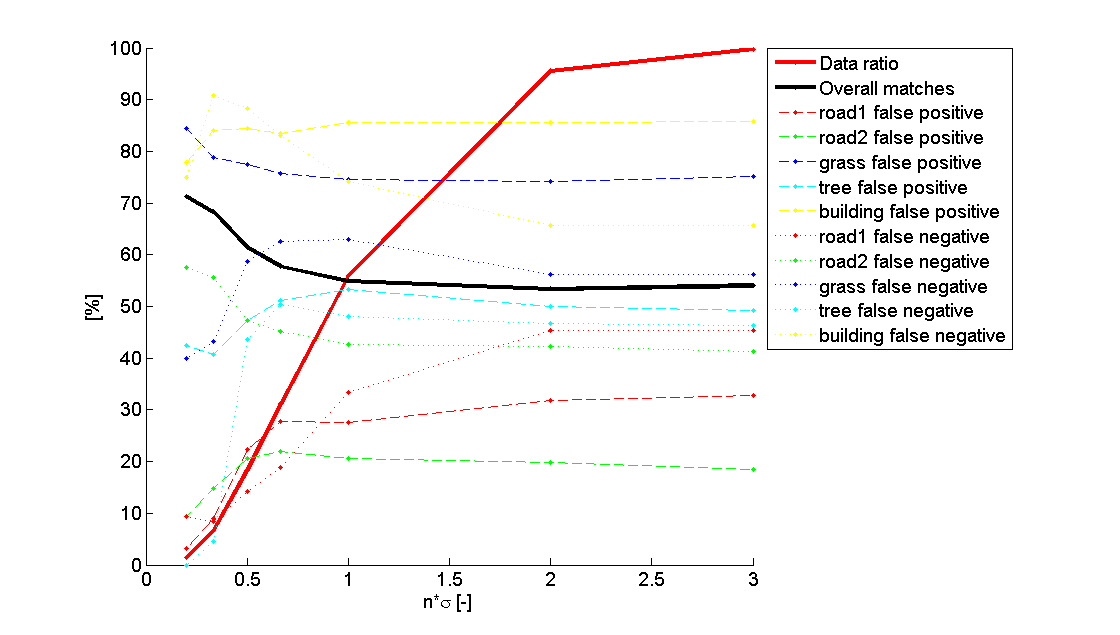 100
90
80
70
60
50
40
30
20
10
0
[%]
0 0.5 1 1.5 2 2.5 3
n*σ [-]
Data ratio
Overall matches
road1 false positive
road2 false positive
grass false positive
tree false positive
building false positive
road1 false negative
road2 false negative
grass false negative
tree false negative
building false negative